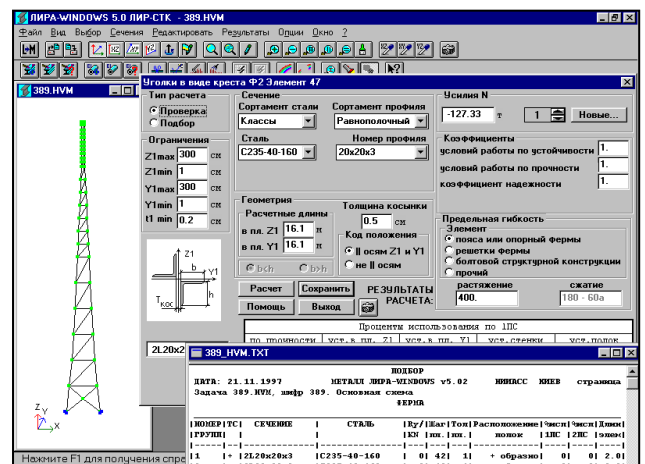 ЛИРА-WINDOWS 5.0 ЛИР-СТК - 389.HVM
Файл Вид Выбор Сечения Редактировать Результаты Опции Окно ?
389.HVM
Уголки в виде креста Ф2 Элемент 47
Тип расчета
Проверка
Подбор
Ограничения
Z1max 300 см
Z1min 1 см
Y1max 300 см
Y1min 1 см
t1 min 0.2 см
Z1
b
Y1
h
Tкос
2L20x2
Сечение
Сортамент стали Сортамент профиля
Классы Равнополочный
Сталь Номер профиля
C235-40-160 20x20x3
Геометрия
Расчетные длины
в пл. Z1 16.1 м
в пл. Y1 16.1 м
b<h b>h
Толщина косынки
0.5 см
Код положения
|| осям Z1 и Y1
не || осям
Расчет Сохранить
Помощь Выход
РЕЗУЛЬТАТЫ
РАСЧЕТА:
Усилия N
-127.33 т 1 Новые...
Коэффициенты
условий работы по устойчивости 1.
условий работы по прочности 1.
коэффициент надежности 1.
Предельная гибкость
Элемент
пояса или опорный фермы
решетки фермы
болтовой структурной конструкции
прочий
растяжение сжатие
400. 180 - 60a
Проценты использования по 1ПС
по прочности уст.в пл. Z1 уст.в пл. Y1 уст.стенки уст.полок
389_HVM.TXT
ПОДБОР
ДАТА: 21.11.1997 МЕТАЛЛ ЛИРА-WINDOWS v5.02 НИИАСС КИЕВ страница
Задача 389.HVM, шифр 389. Основная схема
ФЕРМА
|НОМЕР|ТС| СЕЧЕНИЕ | СТАЛЬ |Ry/|Шаг|Тол|Расположение|%исп|%исп|Длин|
|ГРУПП| | | |KN |пл.|пл.| полок |1ПС |2ПС |элем|
|1 |+ |2L20x20x3 |C235-40-160 | 0| 42| 1| + образно| 0| 0| 2.0|
Z Y
X
Нажмите F1 для получения спра